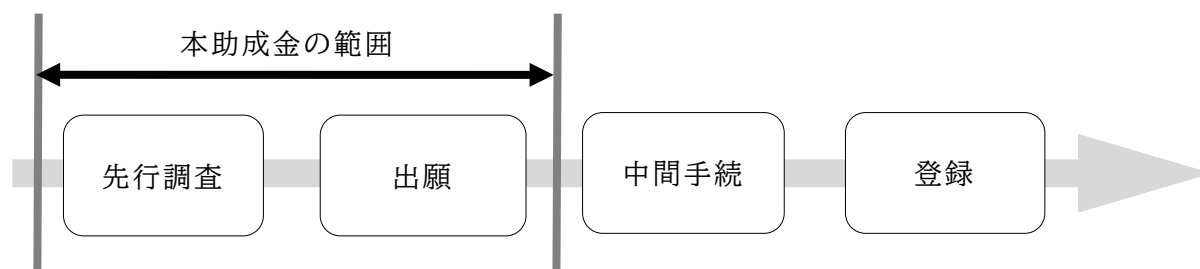 本助成金の範囲
先行調査
出願
中間手続
登録